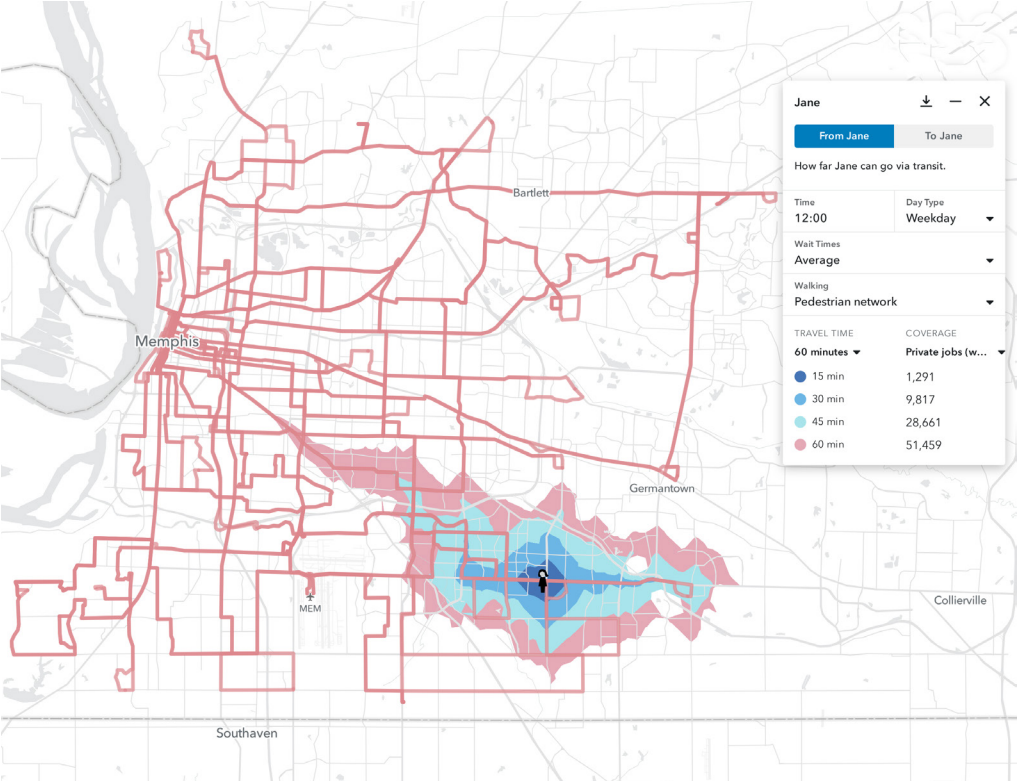 Bartlett
Memphis
Germantown
MEM
Collierville
Southaven
Jane
From Jane
To Jane
How far Jane can go via transit.
Time
Day Type
12:00
Weekday
Wait Times
Average
Walking
Pedestrian network
TRAVEL TIME
COVERAGE
60 minutes
Private jobs (w...
15 min
1,291
30 min
9,817
45 min
28,661
60 min
51,459